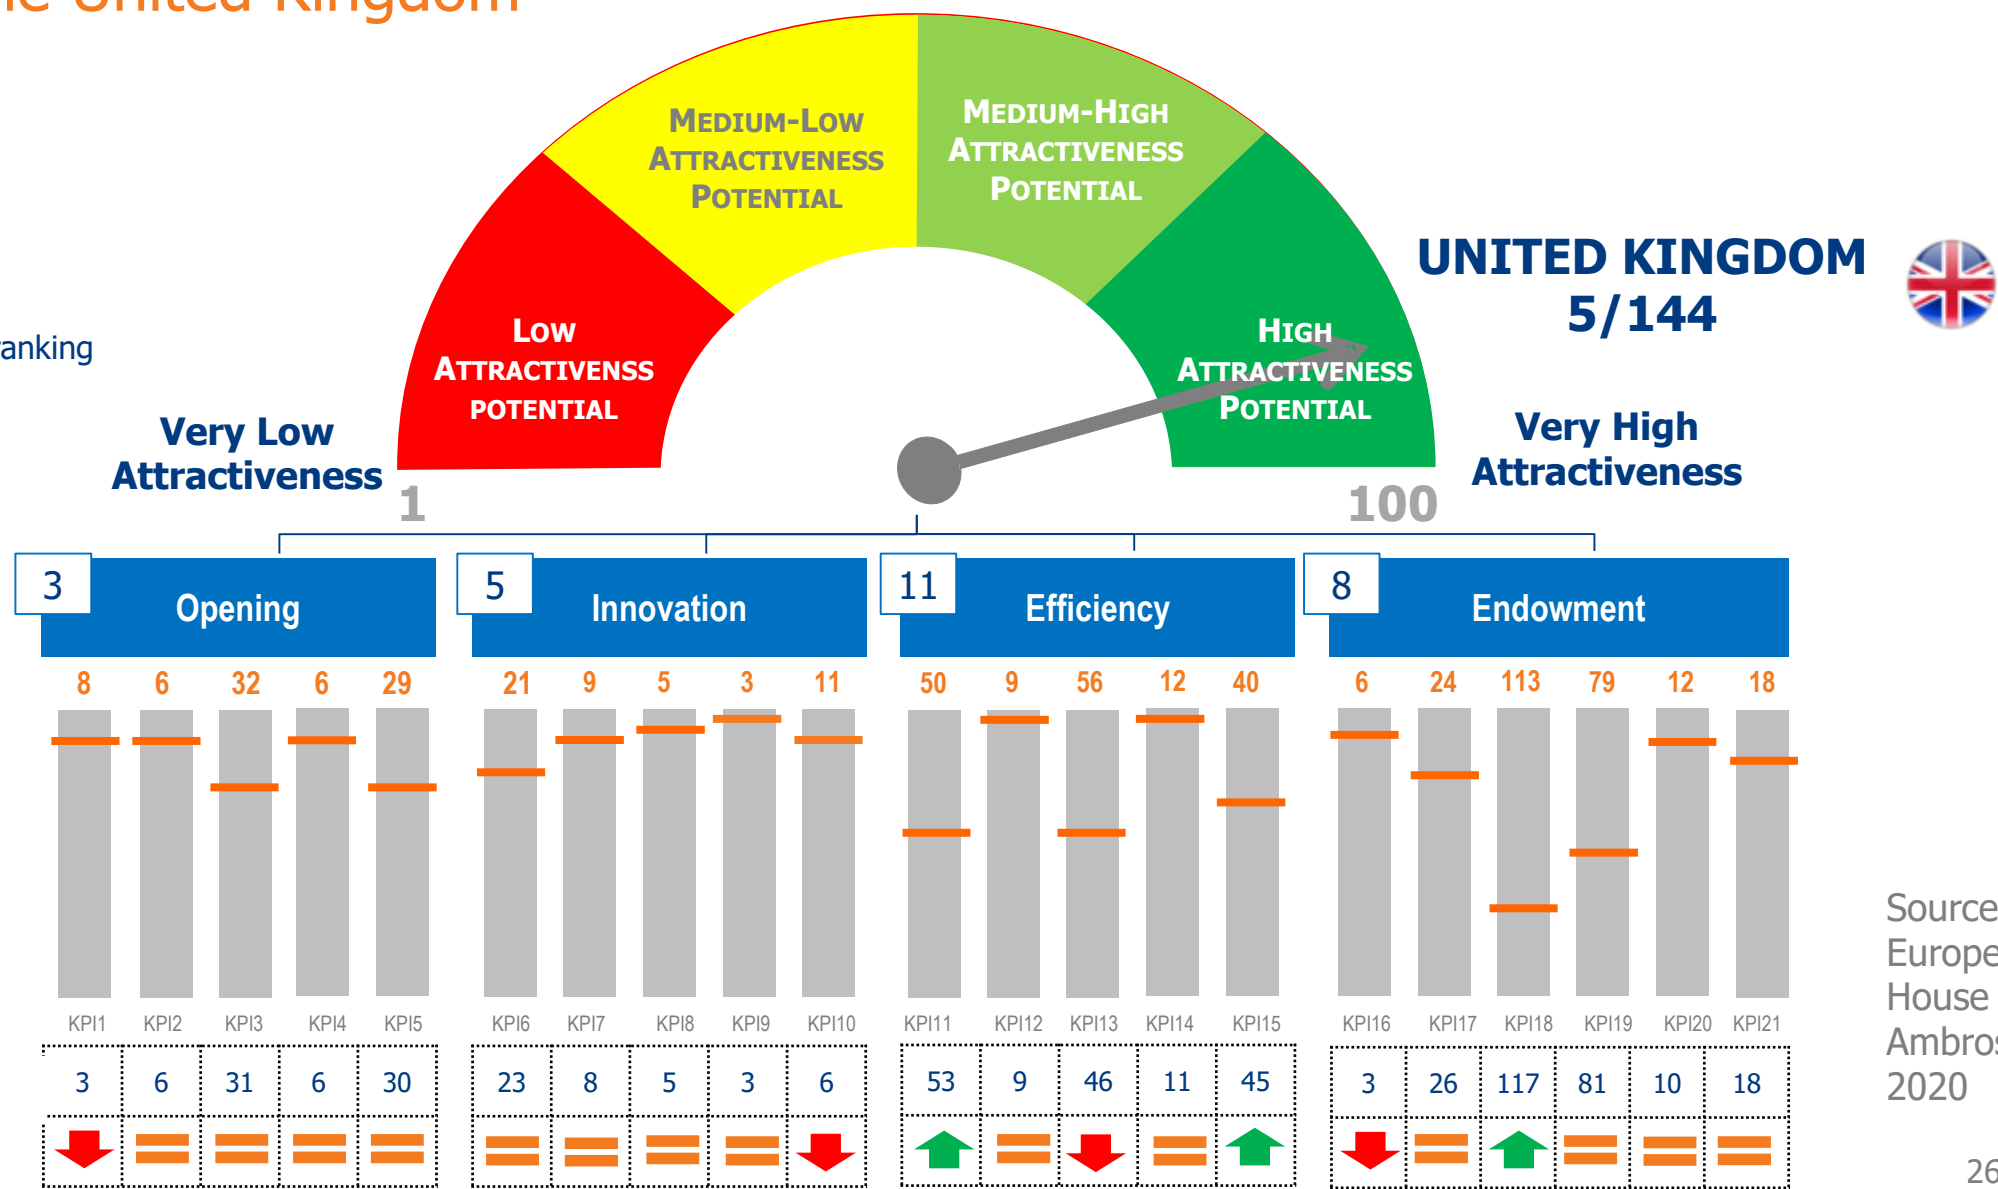 United Kingdom
MEDIUM-LOW
ATTRACTIVENESS
POTENTIAL
MEDIUM-HIGH
ATTRACTIVENESS
POTENTIAL
LOW
ATTRACTIVENSS
POTENTIAL
HIGH
ATTRACTIVENESS
POTENTIAL
UNITED KINGDOM
5/144
anking
Very Low
Attractiveness
1
100
Very High
Attractiveness
3 Opening
5 Innovation
11 Efficiency
8 Endowment
8 6 32 6 29 21 9 5 3 11 50 9 56 12 40 6 24 113 79 12 18
KPI1 KPI2 KPI3 KPI4 KPI5 KPI6 KPI7 KPI8 KPI9 KPI10 KPI11 KPI12 KPI13 KPI14 KPI15 KPI16 KPI17 KPI18 KPI19 KPI20 KPI21
3 6 31 6 30 23 8 5 3 6 53 9 46 11 45 3 26 117 81 10 18
Source
Europe
House
Ambros
2020
26